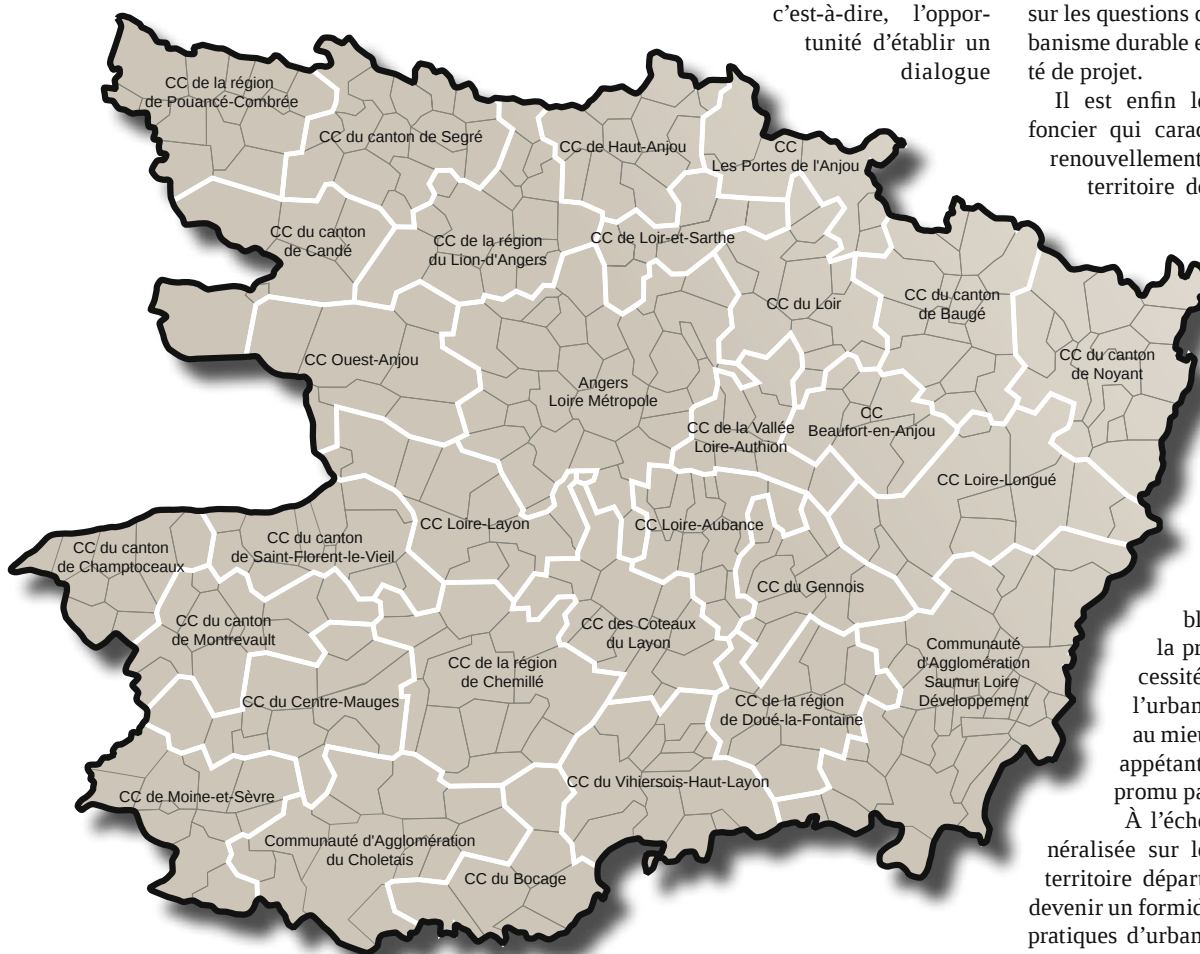 c'est-à-dire, l'oppor-
tunité d'établir un
dialogue
sur les questions d
banisme durable e
té de projet.
Il est enfin le
foncier qui cara
renouvellement
territoire de
CC de la région
de Pouancé-Combrée
CC du canton de Segré
CC de Haut-Anjou
CC
Les Portes de l'Anjou
CC du canton
de Candé
CC de la région
du Lion-d'Angers
CC de Loir-et-Sarthe
CC du Loir
CC du canton
de Baugé
CC du canton
de Noyant
CC Ouest-Anjou
Angers
Loire Métropole
CC de la Vallée
Loire-Authion
CC
Beaufort-en-Anjou
CC Loire-Longué
CC du canton
de Champtoceaux
CC du canton
de Saint-Florent-le-Vieil
CC Loire-Layon
CC Loire-Aubance
CC du Gennois
CC du canton
de Montrevault
CC des Coteaux
du Layon
CC de la région
de Chemillé
Communauté
d'Agglomération
Saumur Loire
Développement
CC du Centre-Mauges
CC de la région
de Doué-la-Fontaine
CC du Vihiersois-Haut-Layon
CC de Moine-et-Sèvre
Communauté d'Agglomération
du Choletais
CC du Bocage
bl
la pr
cessité
l'urban
au mieu
appétant
promu pa
À l'éche
néralisée sur le
territoire départ
devenir un formid
pratiques d'urban